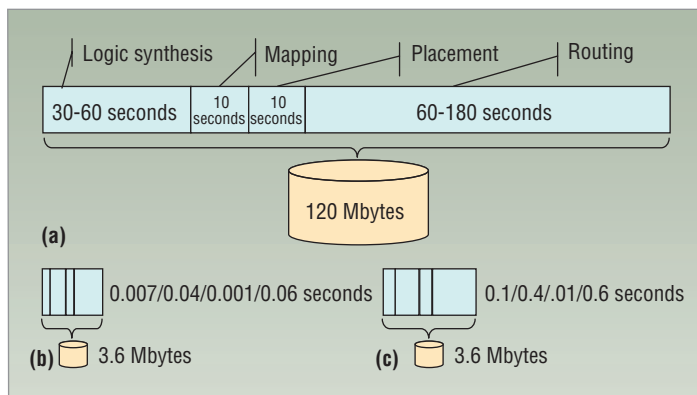 Logic synthesis
Mapping
Placement
Routing
30-60 seconds
10 seconds
10 seconds
60-180 seconds
120 Mbytes
(a)
0.007/0.04/0.001/0.06 seconds
(b)
3.6 Mbytes
0.1/0.4/.01/0.6 seconds
(c)
3.6 Mbytes